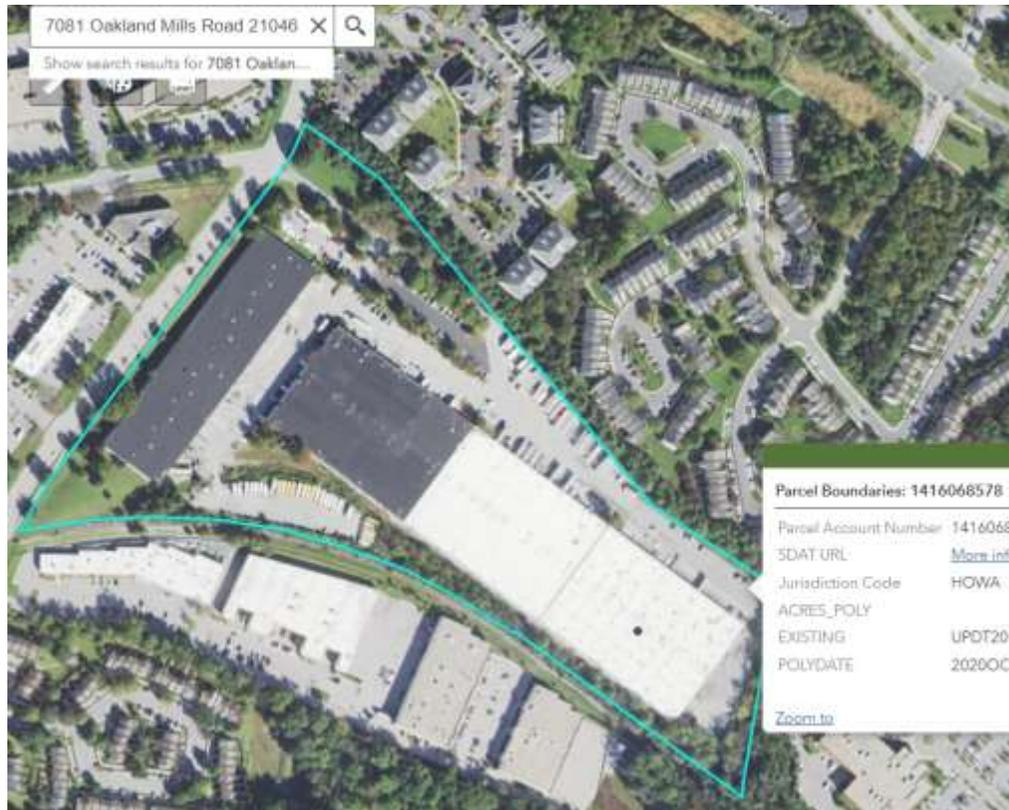 7081 Oakland Mills Road 21046
Show search results for 7081 Oaklan...
Parcel Boundaries: 1416068578
Parcel Account Number 1416068
SDAT URL More inf
Jurisdiction Code HOWA
ACRES_POLY
EXISTING UPDT20
POLYDATE 2020OC
Zoom to